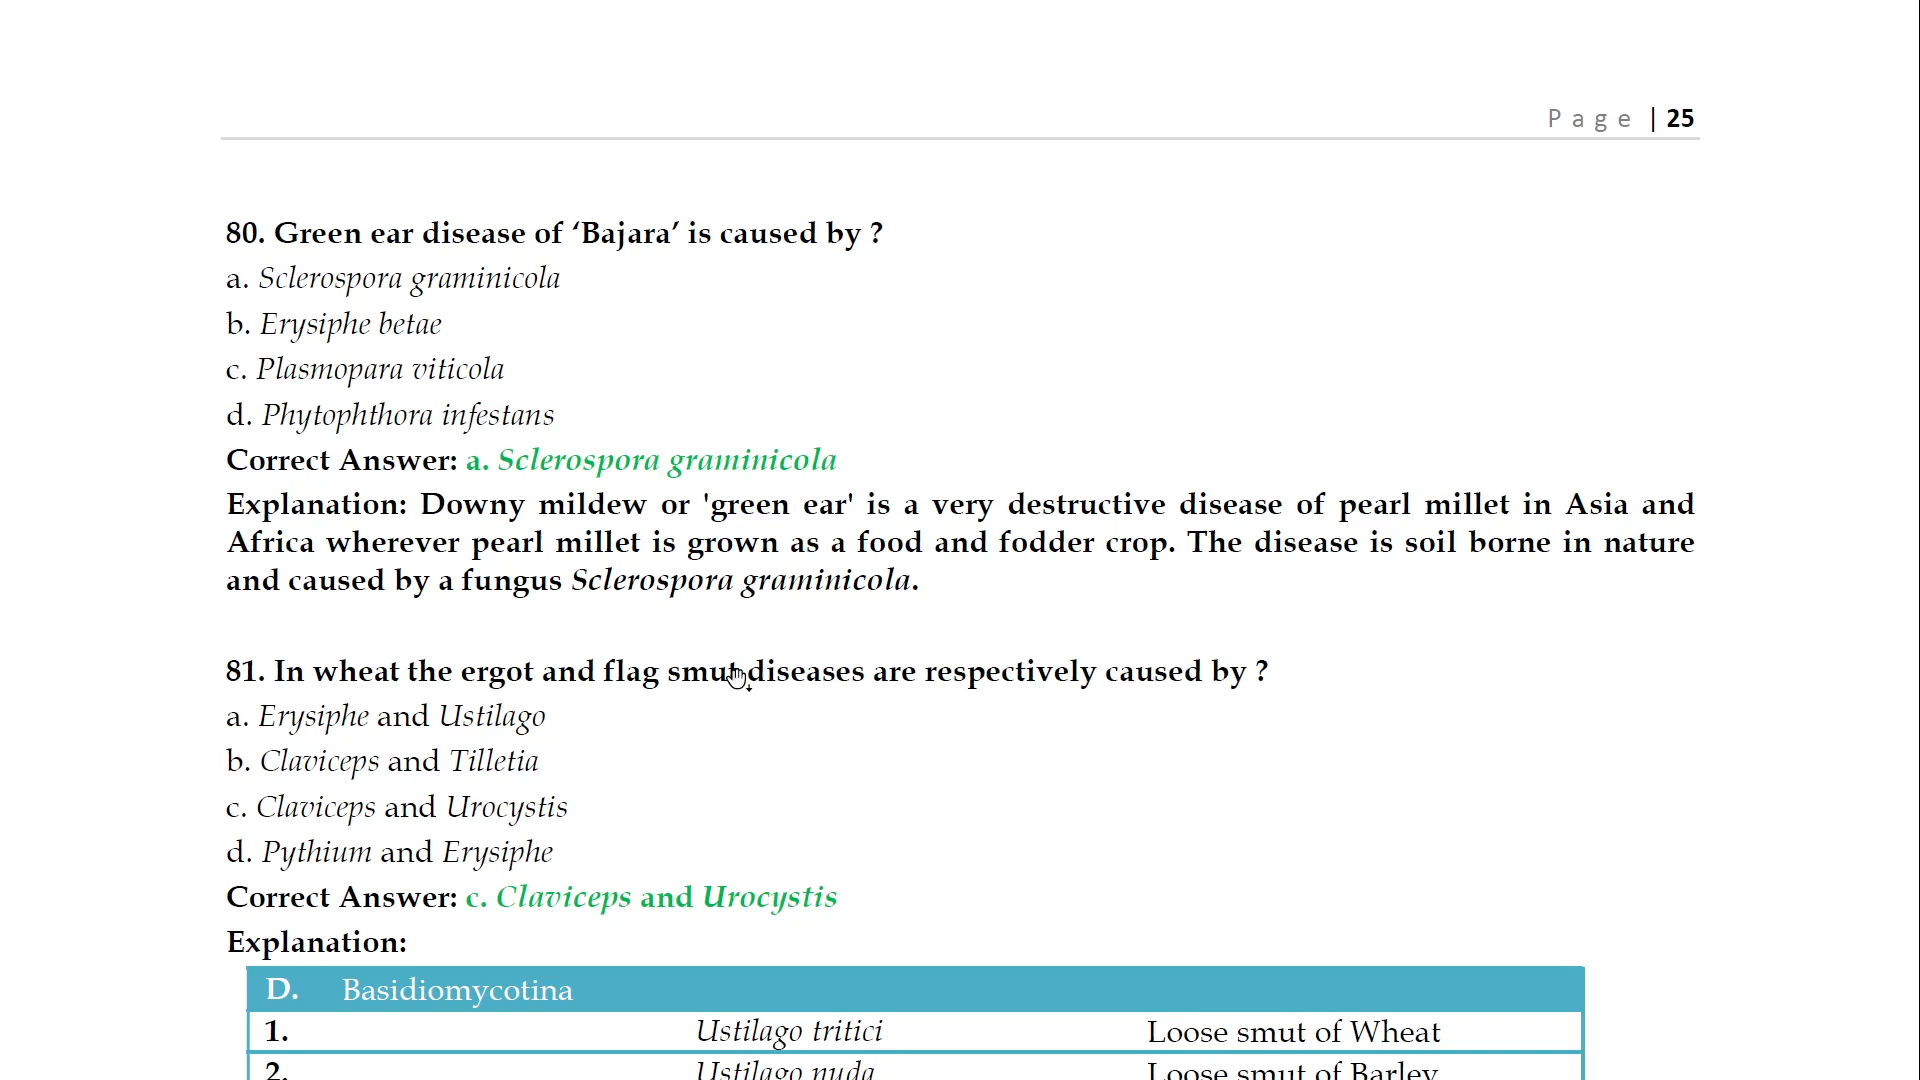 P a g e | 25
80. Green ear disease of ‘Bajara’ is caused by ?
a. Sclerospora graminicola
b. Erysiphe betae
c. Plasmopara viticola
d. Phytophthora infestans
Correct Answer: a. Sclerospora graminicola
Explanation: Downy mildew or 'green ear' is a very destructive disease of pearl millet in Asia and
Africa wherever pearl millet is grown as a food and fodder crop. The disease is soil borne in nature
and caused by a fungus Sclerospora graminicola.
81. In wheat the ergot and flag smut diseases are respectively caused by ?
a. Erysiphe and Ustilago
b. Claviceps and Tilletia
c. Claviceps and Urocystis
d. Pythium and Erysiphe
Correct Answer: c. Claviceps and Urocystis
Explanation:
D. Basidiomycotina
1. Ustilago tritici Loose smut of Wheat
2. Ustilago nuda Loose smut of Barley